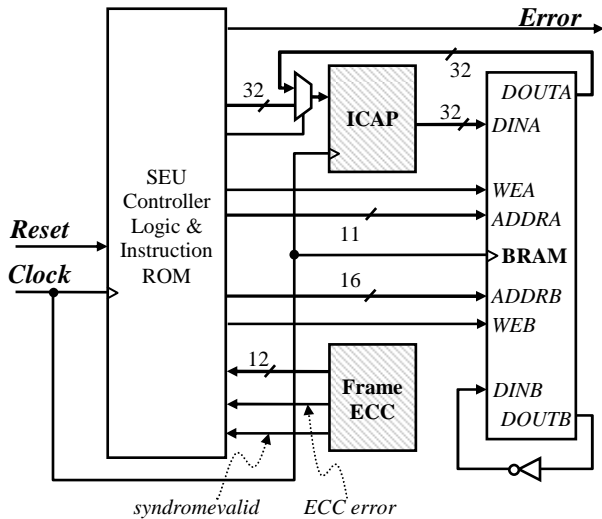 Error
32
DOUTA
32
ICAP
32
DINA
SEU
Controller
Logic &
Instruction
ROM
WEA
ADDRA
11
Reset
Clock
BRAM
16
ADDRB
WEB
12
Frame
ECC
DINB
DOUTB
syndromevalid
ECC error